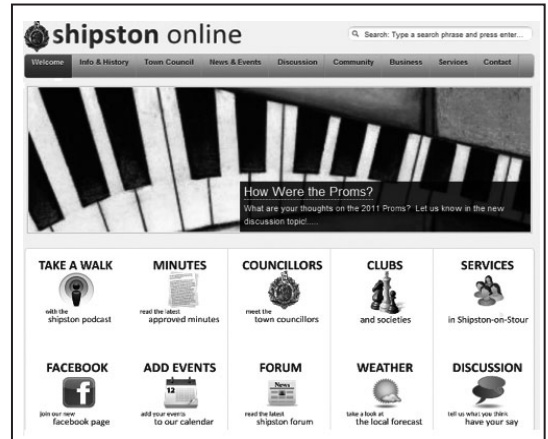 shipston online
Search: Type a search phrase and press enter...
Welcome Info & History Town Council News & Events Discussion Community Business Services Contact
How Were the Proms?
What are your thoughts on the 2011 Proms? Let us know in the new
discussion topic!.....
TAKE A WALK
with the
shipston podcast
MINUTES
read the latest
approved minutes
COUNCILLORS
meet the
town councillors
CLUBS
and societies
SERVICES
in Shipston-on-Stour
FACEBOOK
f
join our new
facebook page
ADD EVENTS
12
add your events
to our calendar
FORUM
News
read the latest
shipston forum
WEATHER
take a look at
the local forecast
DISCUSSION
tell us what you think
have your say